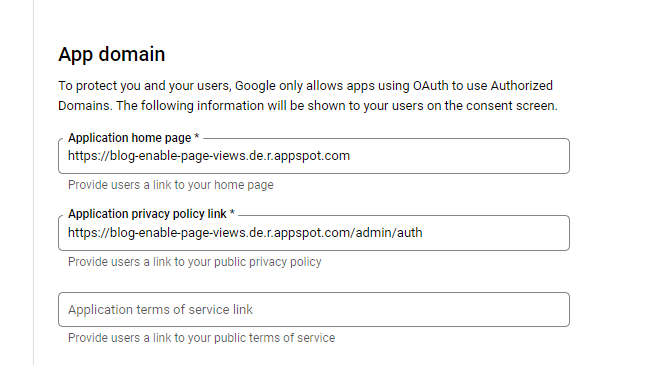 App domain
To protect you and your users, Google only allows apps using OAuth to use Authorized
Domains. The following information will be shown to your users on the consent screen.
Application home page *
https://blog-enable-page-views.de.r.appspot.com
Provide users a link to your home page
Application privacy policy link *
https://blog-enable-page-views.de.r.appspot.com/admin/auth
Provide users a link to your public privacy policy
Application terms of service link
Provide users a link to your public terms of service